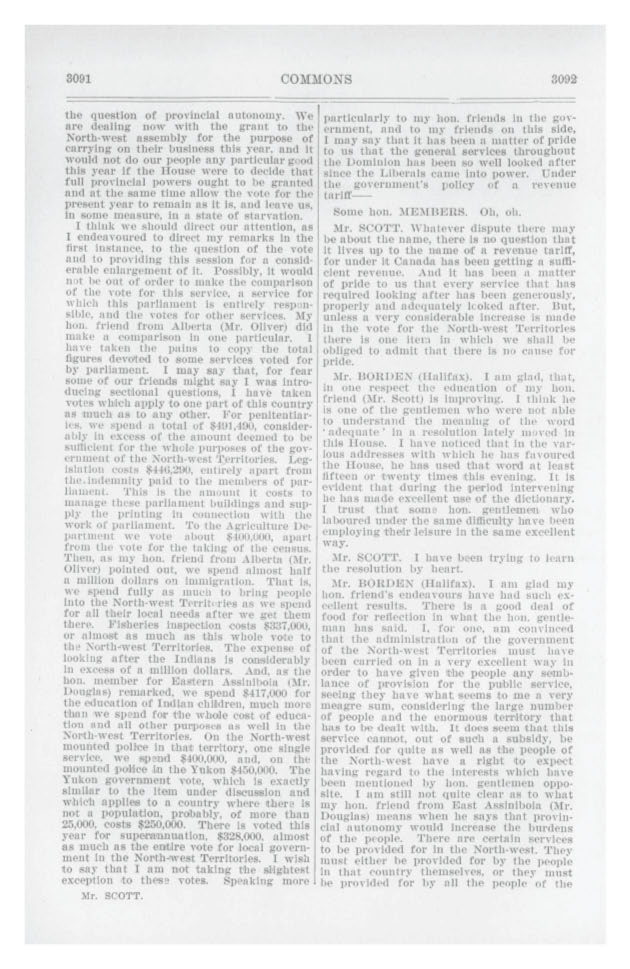 3091 COMMONS 3092
the question of provincial autonomy. We
are dealing now with the grant to the
North-west assembly for the purpose of
carrying on their business this year, and it
would not do our people any particular good
this year if the House were to decide that
full provincial powers ought to be granted
and at the same time allow the vote for the
present year to remain as it is, and leave us,
in some measure, in a state of starvation.
I think we should direct our attention, as
I endeavoured to direct my remarks in the
first instance, to the question of the vote
and to providing this session for a consid-
erable enlargement of it. Possibly, it would
not be out of order to make the comparison
of the vote for this service, a service for
which this parliament is entirely respon-
sible, and the votes for other services. My
hon. friend from Alberta (Mr. Oliver) did
make a comparison in one particular. I
have taken the pains to copy the total
figures devoted to some services voted for
by parliament. I may say that, for fear
some of our friends might say I was intro-
ducing sectional questions, I have taken
votes which apply to one part of this country
as much as to any other. For penitentiar-
ies, we spend a total of $491,490, consider-
ably in excess of the amount deemed to be
sufficient for the whole purposes of the gov-
ernment of the North-west Territories. Leg-
islation costs $446,290, entirely apart from
the indemnity paid to the members of par-
liament. This is the amount it costs to
manage these parliament buildings and sup-
ply the printing in connection with the
work of parliament. To the Agriculture De-
partment we vote about $400,000, apart
from the vote for the taking of the census.
Then, as my hon. friend from Alberta (Mr.
Oliver) pointed out, we spend almost half
a million dollars on immigration. That is,
we spend fully as much to bring people
into the North-west Territories as we spend
for all their local needs after we get them
there. Fisheries inspection costs $337,000,
or almost as much as this whole vote to
the North-west Territories. The expense of
looking after the Indians is considerably
in excess of a million dollars. And, as the
hon. member for Eastern Assiniboia (Mr.
Douglas) remarked, we spend $417,000 for
the education of Indian children, much more
than we spend for the whole cost of educa-
tion and all other purposes as well in the
North-west Territories. On the North-west
mounted police in that territory, one single
service, we spend $400,000, and, on the
mounted police in the Yukon $450,000. The
Yukon government vote, which is exactly
similar to the item under discussion and
which applies to a country where there is
not a population, probably, of more than
25,000, costs $250,000. There is voted this
year for superannuation, $328,000, almost
as much as the entire vote for local govern-
ment in the North-west Territories. I wish
to say that I am not taking the slightest
exception to these votes. Speaking more
Mr. SCOTT.
particularly to my hon. friends in the gov-
ernment, and to my friends on this side,
I may say that it has been a matter of pride
to us that the general services throughout
the Dominion has been so well looked after
since the Liberals came into power. Under
the government's policy of a revenue
tariff——
Some hon. MEMBERS. Oh, oh.
Mr. SCOTT. Whatever dispute there may
be about the name, there is no question that
it lives up to the name of a revenue tariff,
for under it Canada has been getting a suffi-
cient revenue. And it has been a matter
of pride to us that every service that has
required looking after has been generously,
properly and adequately looked after. But,
unless a very considerable increase is made
in the vote for the North-west Territories
there is one item in which we shall be
obliged to admit that there is no cause for
pride.
Mr. BORDEN (Halifax). I am glad, that,
in one respect the education of my hon.
friend (Mr. Scott) is improving. I think he
is one of the gentlemen who were not able
to understand the meaning of the word
' adequate ' in a resolution lately moved in
this House. I have noticed that in the var-
ious addresses with which he has favoured
the House, he has used that word at least
fifteen or twenty times this evening. It is
evident that during the period intervening
he has made excellent use of the dictionary.
I trust that some hon. gentlemen who
laboured under the same difficulty have been
employing their leisure in the same excellent
way.
Mr. SCOTT. I have been trying to learn
the resolution by heart.
Mr. BORDEN (Halifax). I am glad my
hon. friend's endeavours have had such ex-
cellent results. There is a good deal of
food for reflection in what the hon. gentle-
man has said. I, for one, am convinced
that the administration of the government
of the North-west Territories must have
been carried on in a very excellent way in
order to have given the people any semb-
lance of provision for the public service,
seeing they have what seems to me a very
meagre sum, considering the large number
of people and the enormous territory that
has to be dealt with. It does seem that this
service cannot, out of such a subsidy, be
provided for quite as well as the people of
the North-west have a right to expect
having regard to the interests which have
been mentioned by hon. gentlemen oppo-
site. I am still not quite clear as to what
my hon. friend from East Assiniboia (Mr.
Douglas) means when he says that provin-
cial autonomy would increase the burdens
of the people. There are certain services
to be provided for in the North-west. They
must either be provided for by the people
in that country themselves, or they must
be provided for by all the people of the